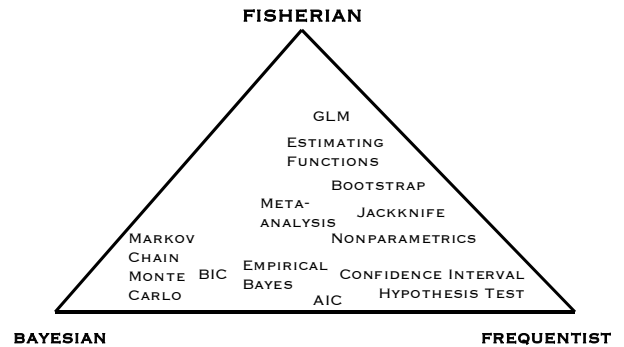 FISHERIAN
GLM
ESTIMATING
FUNCTIONS
BOOTSTRAP
META-
ANALYSIS
JACKKNIFE
NONPARAMETRICS
MARKOV
CHAIN
MONTE
CARLO
BIC
EMPIRICAL
BAYES
CONFIDENCE INTERVAL
HYPOTHESIS TEST
AIC
BAYESIAN
FREQUENTIST